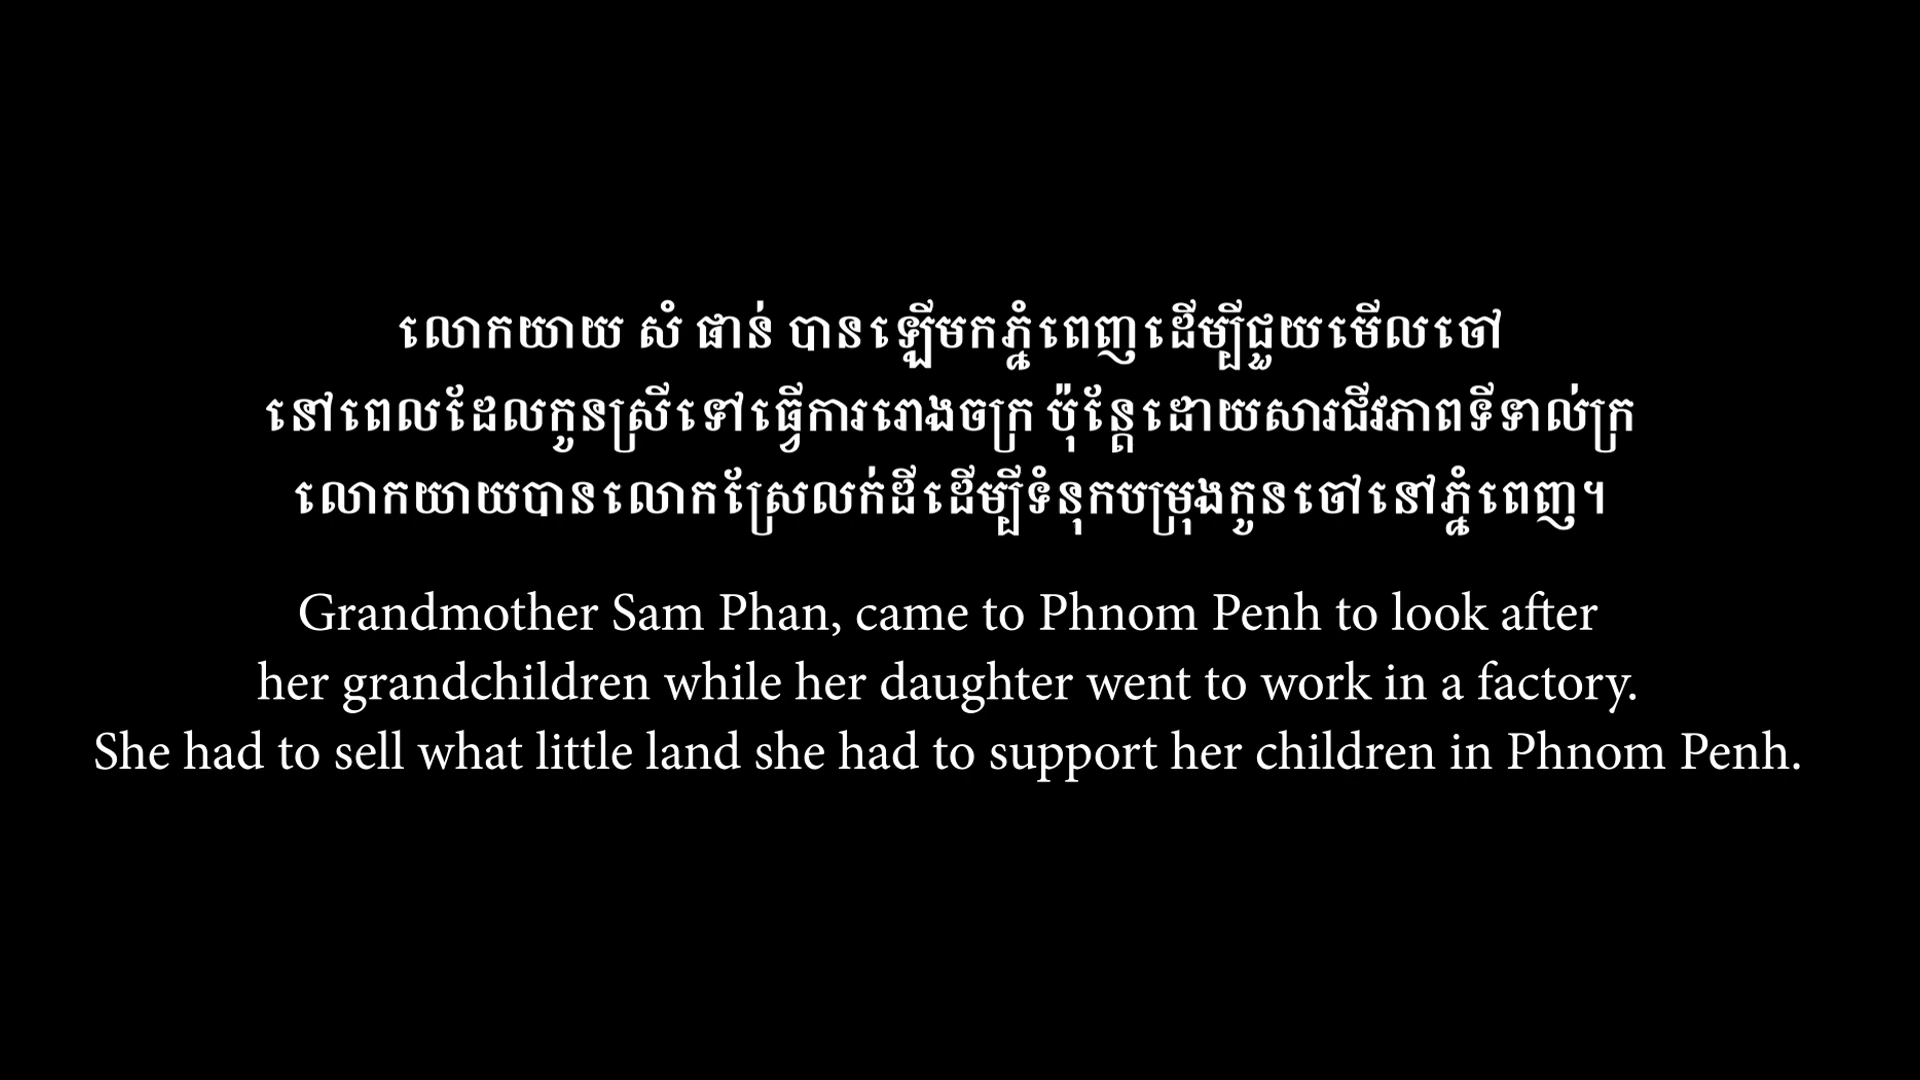 លោកយាយ សំ ផាន់ បានឡើមកភ្នំពេញដើម្បីជួយមើលចៅ
នៅពេលដែលកូនស្រីទៅធ្វើការរោងចក្រ ប៉ុន្តែដោយសារជីវភាពទីទាល់ក្រ
លោកយាយបានលោកស្រែលក់ដីដើម្បីទំនុកបម្រុងកូនចៅនៅភ្នំពេញ។
Grandmother Sam Phan, came to Phnom Penh to look after
her grandchildren while her daughter went to work in a factory.
She had to sell what little land she had to support her children in Phnom Penh.